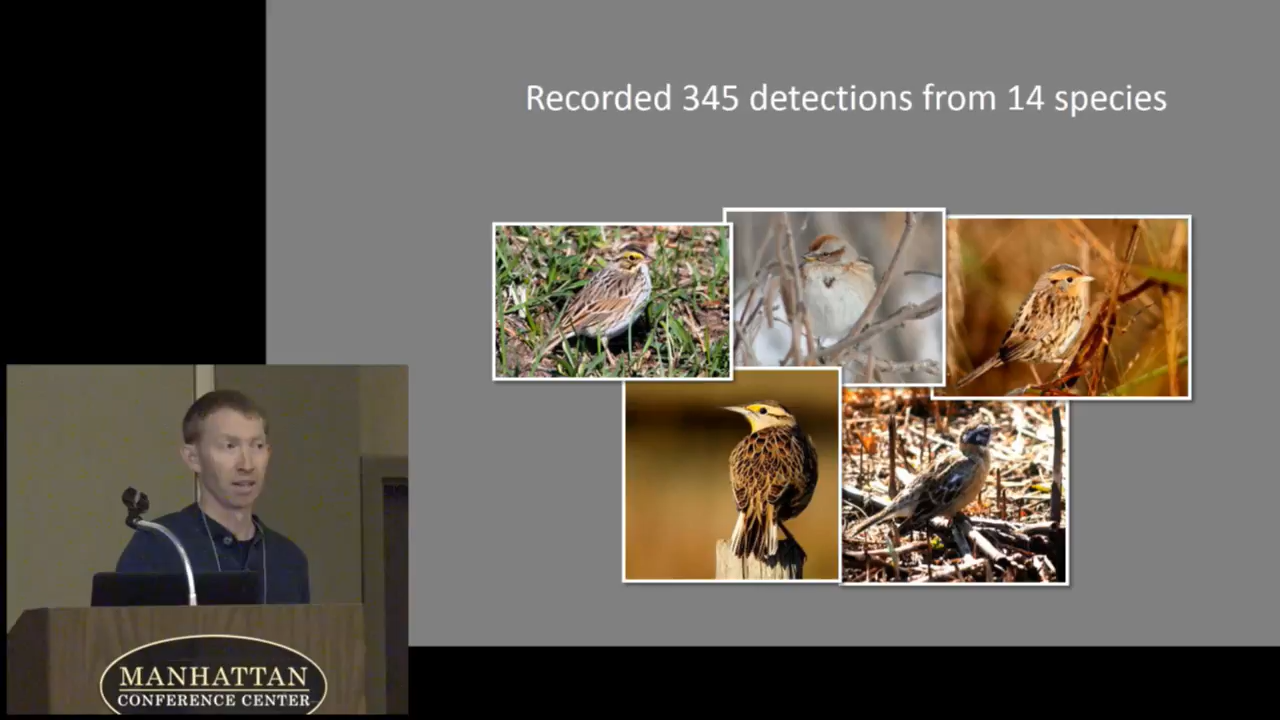 Recorded 345 detections from 14 species
MANHATTAN
CONFERENCE CENTER